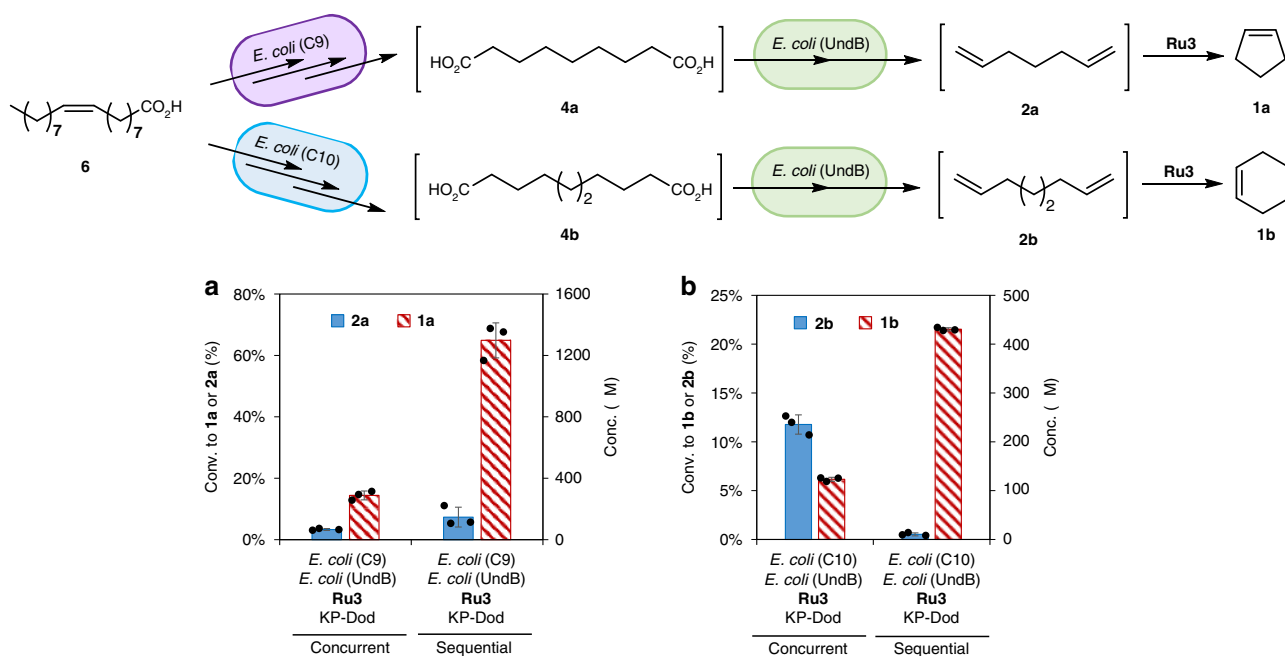 E. coli (C9)
HO₂C
CO₂H
4a
E. coli (UndB)
2a
Ru3
1a
7
7
CO₂H
6
E. coli (C10)
HO₂C
CO₂H
2
4b
E. coli (UndB)
2
2b
Ru3
1b
a
80%
60%
40%
20%
0%
Conv. to 1a or 2a (%)
2a
1a
1600
1200
800
400
0
Conc. ( M)
E. coli (C9)
E. coli (UndB)
Ru3
KP-Dod
Concurrent
E. coli (C9)
E. coli (UndB)
Ru3
KP-Dod
Sequential
b
25%
20%
15%
10%
5%
0%
Conv. to 1b or 2b (%)
2b
1b
500
400
300
200
100
0
Conc. ( M)
E. coli (C10)
E. coli (UndB)
Ru3
KP-Dod
Concurrent
E. coli (C10)
E. coli (UndB)
Ru3
KP-Dod
Sequential